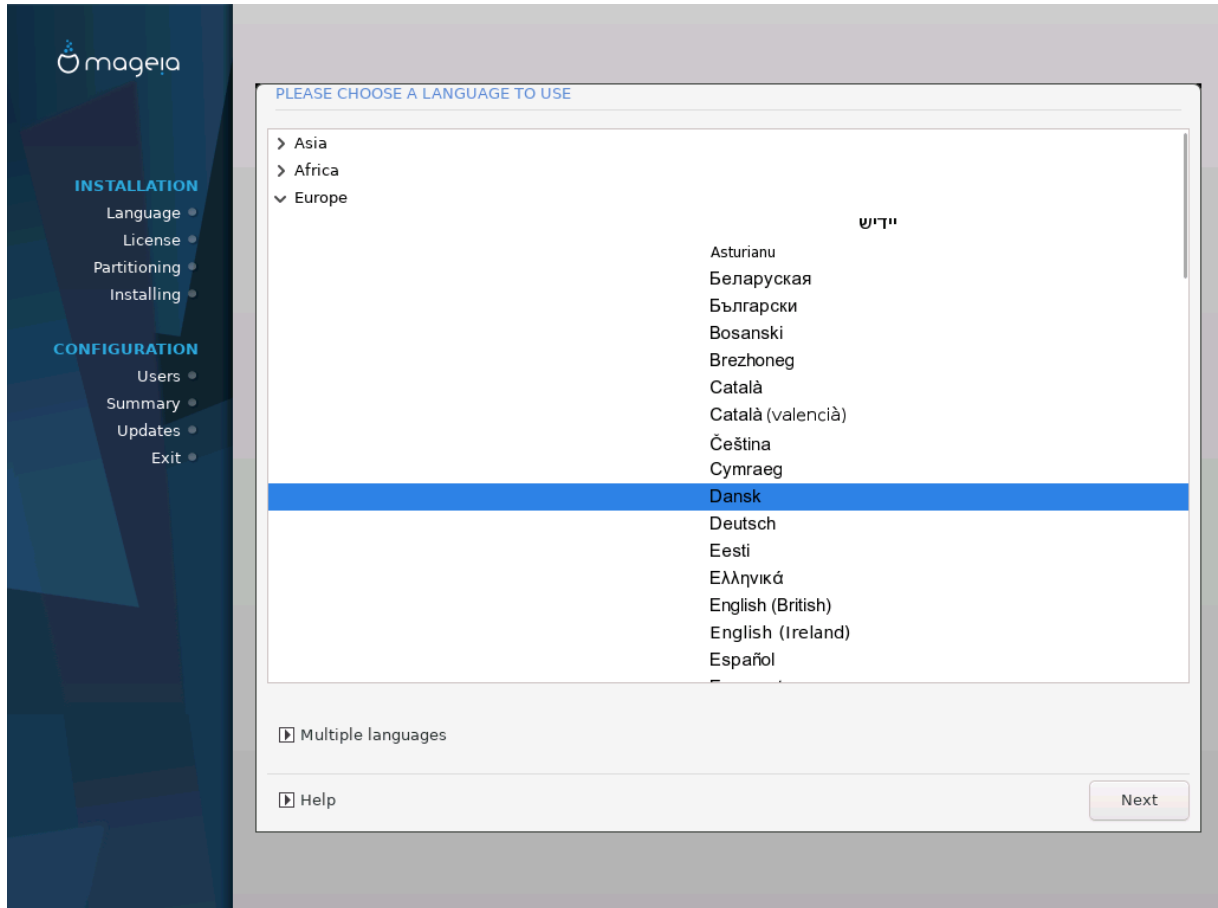 mageia
INSTALLATION
Language
License
Partitioning
Installing
CONFIGURATION
Users
Summary
Updates
Exit
PLEASE CHOOSE A LANGUAGE TO USE
Asia
Africa
Europe
ייִדיש
Asturianu
Беларуская
Български
Bosanski
Brezhoneg
Català
Català (valencià)
Čeština
Cymraeg
Dansk
Deutsch
Eesti
Ελληνικά
English (British)
English (Ireland)
Español
Multiple languages
Help
Next